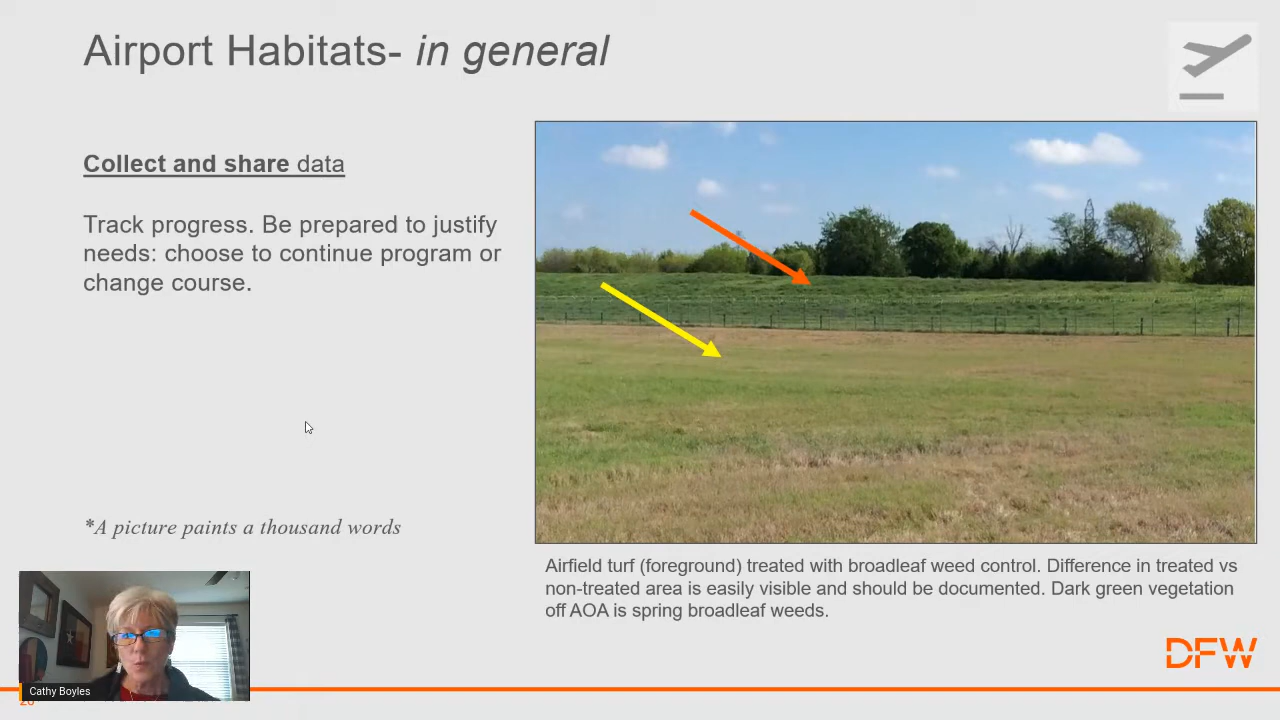 Airport Habitats- in general
Collect and share data
Track progress. Be prepared to justify
needs: choose to continue program or
change course.
*A picture paints a thousand words
Airfield turf (foreground) treated with broadleaf weed control. Difference in treated vs
non-treated area is easily visible and should be documented. Dark green vegetation
off AOA is spring broadleaf weeds.
DFW
Cathy Boyles